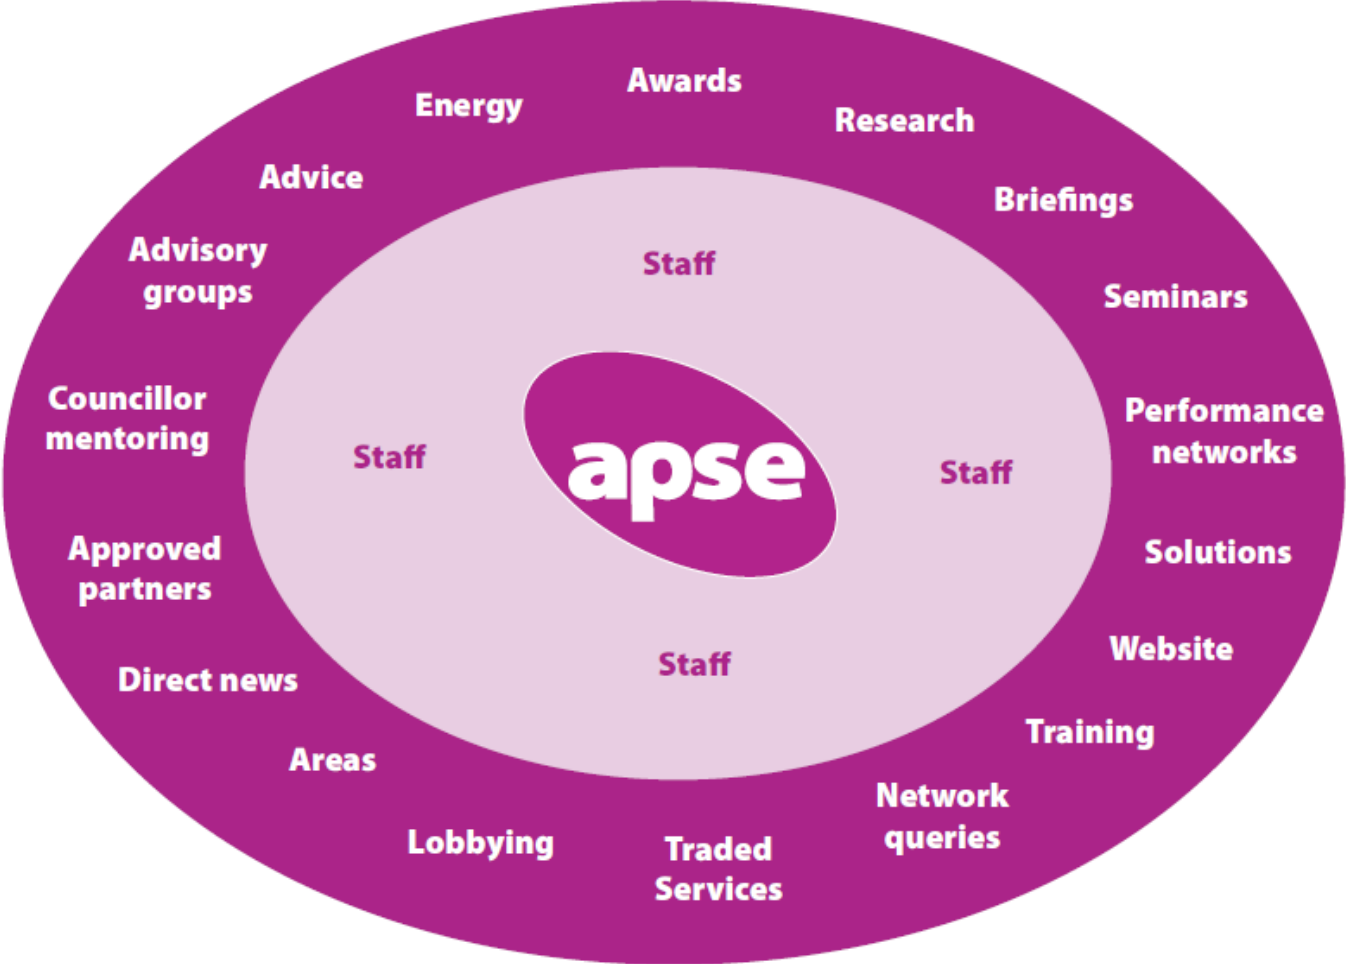 Awards
Energy
Research
Advice
Briefings
Advisory
groups
Staff
Seminars
Councillor
mentoring
Performance
networks
Staff
apse
Staff
Approved
partners
Solutions
Website
Staff
Direct news
Training
Areas
Network
queries
Lobbying
Traded
Services